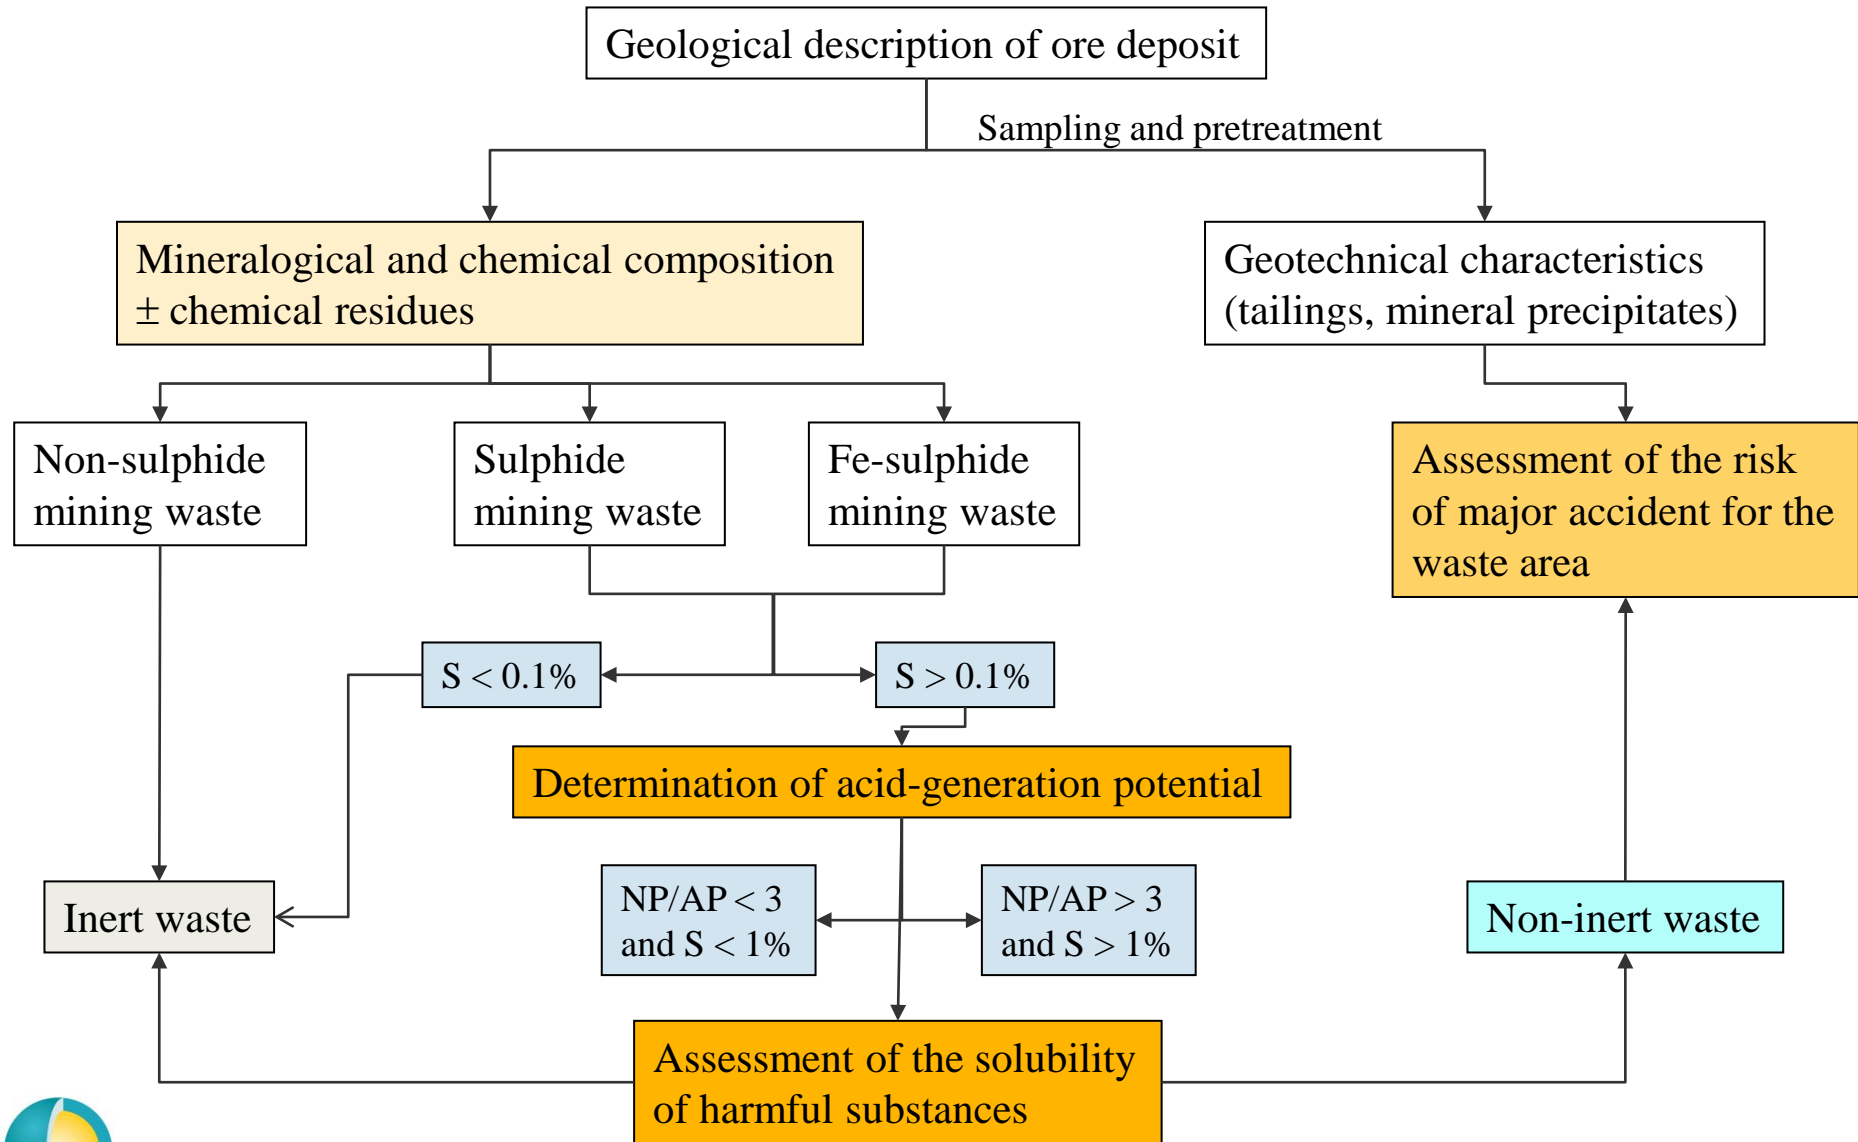 Geological description of ore deposit
Sampling and pretreatment
Mineralogical and chemical composition
± chemical residues
Geotechnical characteristics
(tailings, mineral precipitates)
Non-sulphide
mining waste
Sulphide
mining waste
Fe-sulphide
mining waste
Assessment of the risk
of major accident for the
waste area
S < 0.1%
S > 0.1%
Determination of acid-generation potential
Inert waste
NP/AP < 3
and S < 1%
NP/AP > 3
and S > 1%
Non-inert waste
Assessment of the solubility
of harmful substances